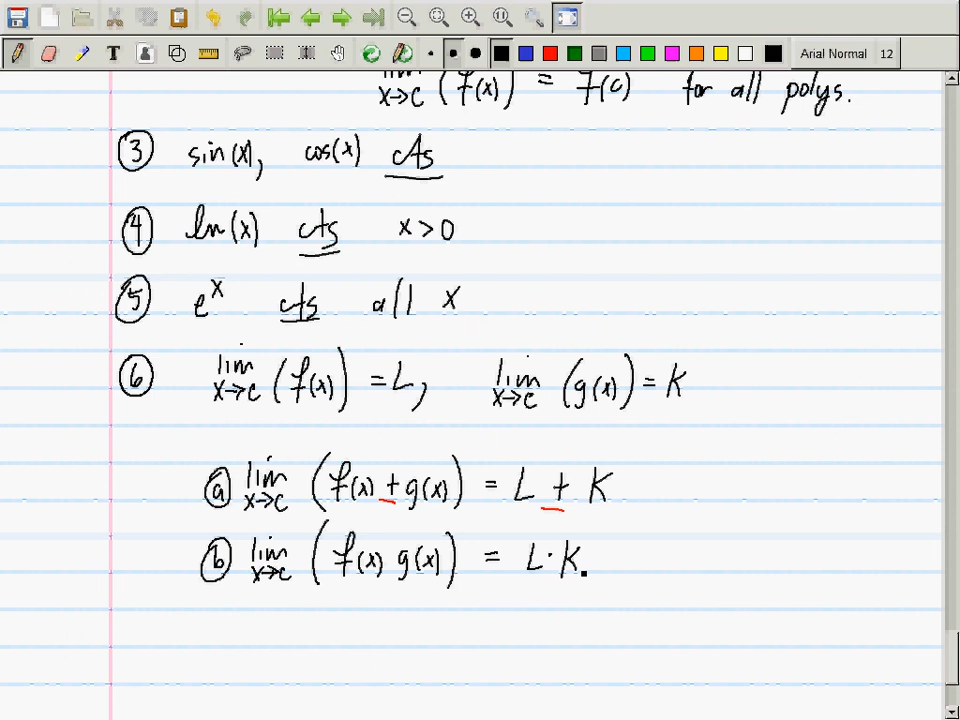 Arial Normal 12
lim x→c (f(x)) = f(c) for all polys.
③ sin(x), cos(x) cts
④ ln(x) cts x > 0
⑤ eˣ cts all x
⑥ lim x→c (f(x)) = L, lim x→c (g(x)) = K
ⓐ lim x→c (f(x) + g(x)) = L + K
ⓑ lim x→c (f(x) g(x)) = L · K